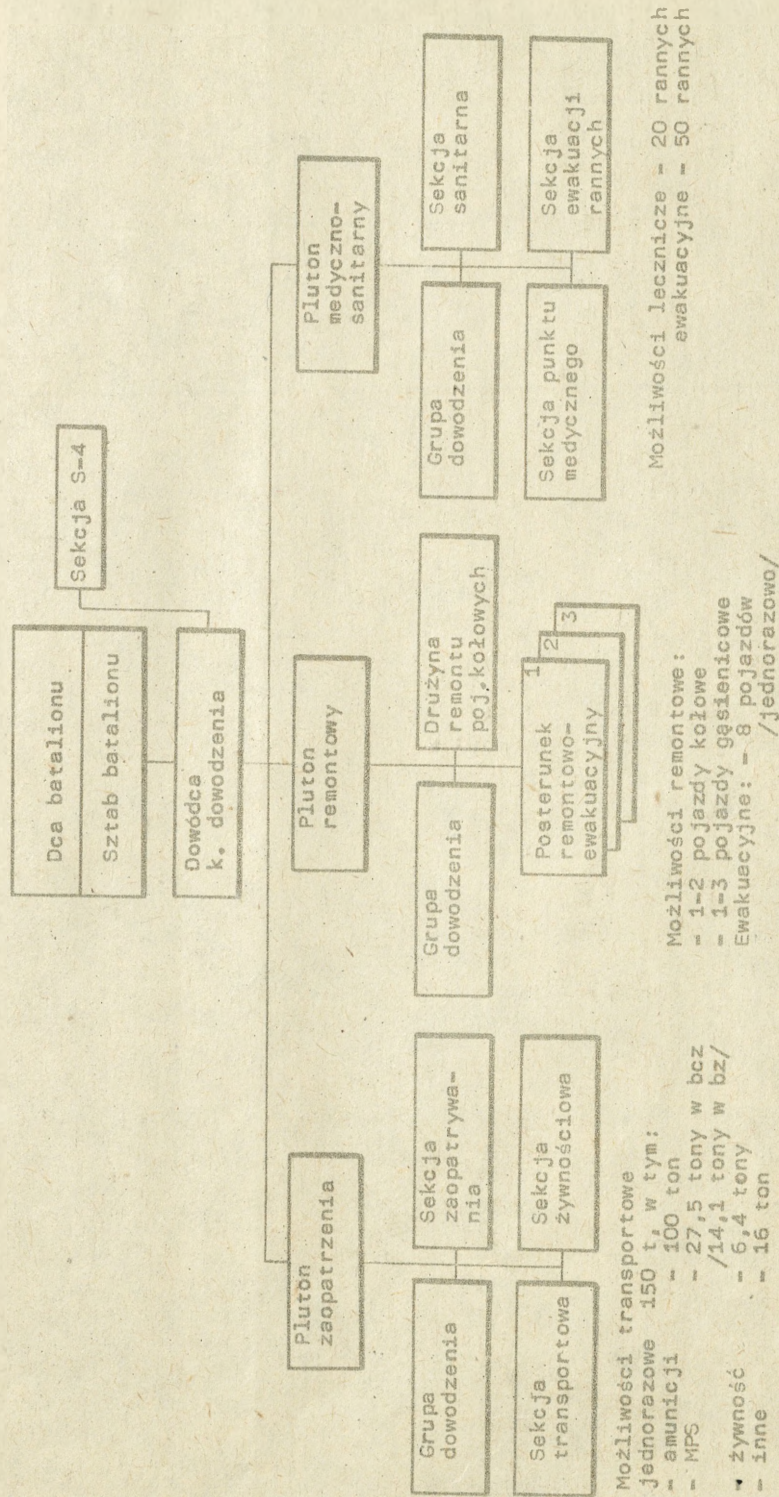 Dca batalionu
Sztab batalionu
Sekcja S-4
Dowódca
k. dowodzenia
Pluton
zaopatrzenia
Grupa
dowodzenia
Sekcja
zaopatrywa-
nia
Sekcja
transportowa
Sekcja
żywnościowa
Możliwości transportowe
jednorazowe 150 t, w tym:
- amunicji - 100 ton
- MPS - 27,5 tony w bcz
/14,1 tony w bz/
- żywność - 6,4 tony
- inne - 16 ton
Pluton
remontowy
Grupa
dowodzenia
Drużyna
remontu
poj.kołowych
Posterunek
remontowo-
ewakuacyjny
1
2
3
Możliwości remontowe:
- 1-2 pojazdy kołowe
- 1-3 pojazdy gąsienicowe
Ewakuacyjne: - 8 pojazdów
/jednorazowo/
Pluton
medyczno-
sanitarny
Grupa
dowodzenia
Sekcja
sanitarna
Sekcja punktu
medycznego
Sekcja
ewakuacji
rannych
Możliwości lecznicze - 20 rannych
ewakuacyjne - 50 rannych